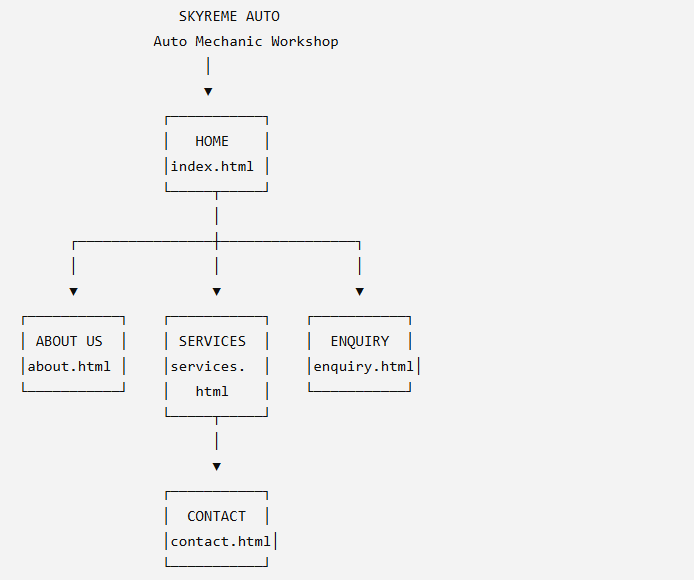 SKYREME AUTO
Auto Mechanic Workshop
HOME
index.html
ABOUT US SERVICES ENQUIRY
about.html services. enquiry.html
html
CONTACT
contact.html